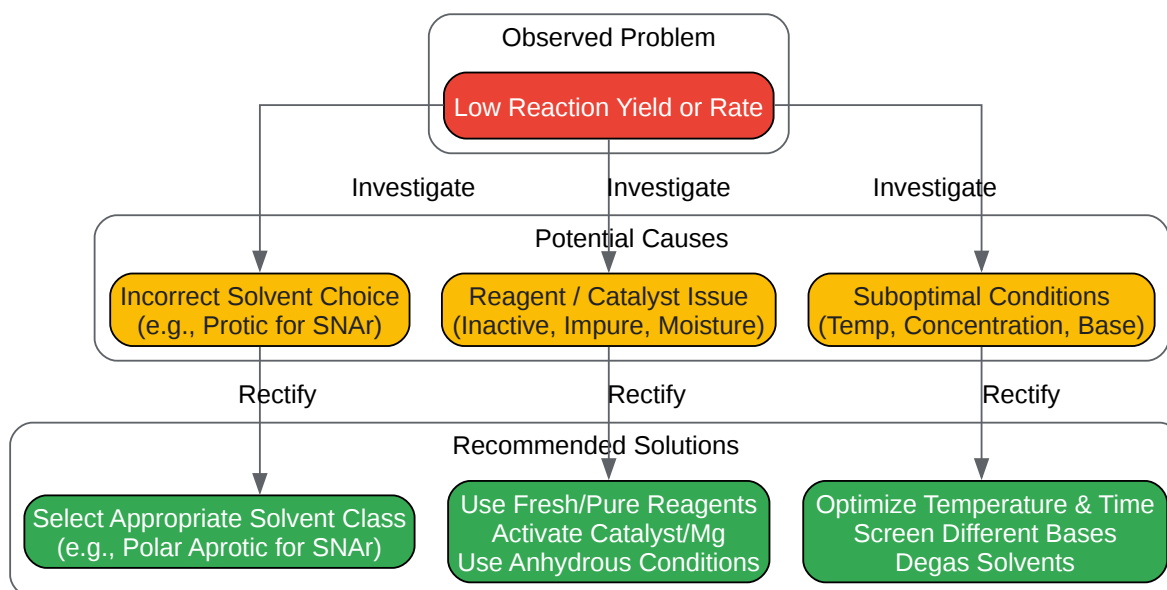 Observed Problem
Low Reaction Yield or Rate
Investigate
Investigate
Investigate
Potential Causes
Incorrect Solvent Choice
(e.g., Protic for SNAr)
Reagent / Catalyst Issue
(Inactive, Impure, Moisture)
Suboptimal Conditions
(Temp, Concentration, Base)
Rectify
Rectify
Rectify
Recommended Solutions
Select Appropriate Solvent Class
(e.g., Polar Aprotic for SNAr)
Use Fresh/Pure Reagents
Activate Catalyst/Mg
Use Anhydrous Conditions
Optimize Temperature & Time
Screen Different Bases
Degas Solvents